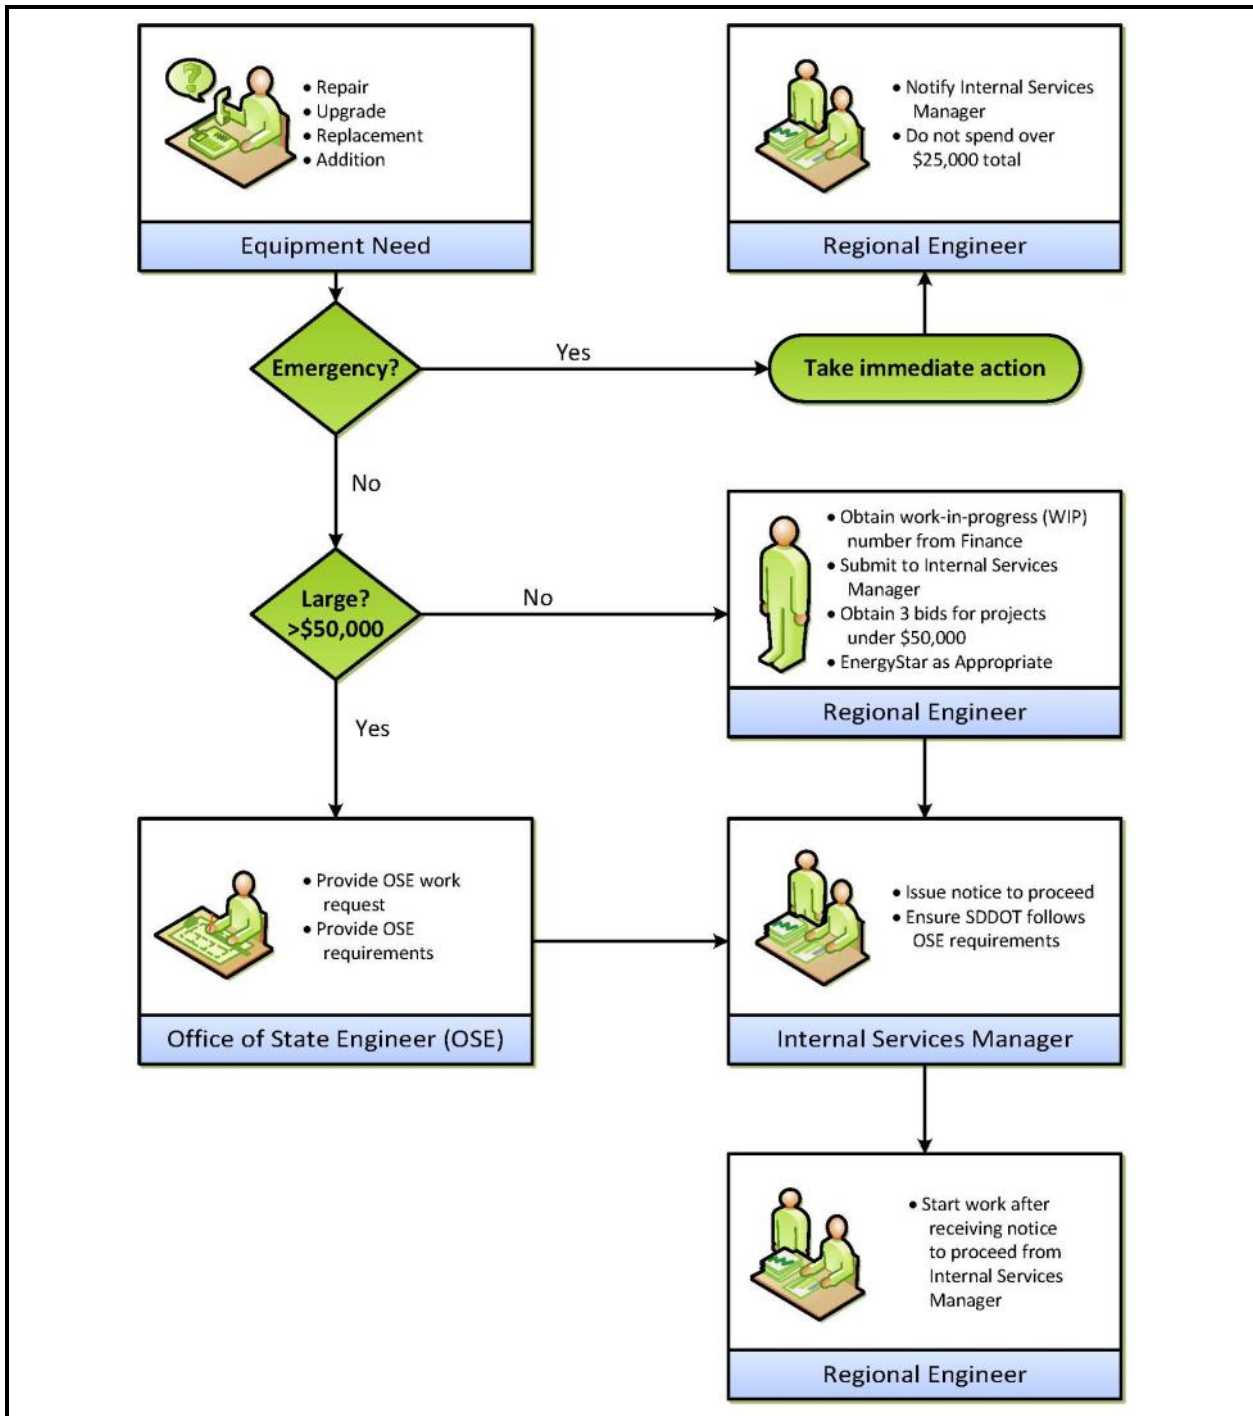 • Repair
• Upgrade
• Replacement
• Addition
Equipment Need
• Notify Internal Services
Manager
• Do not spend over
$25,000 total
Regional Engineer
Emergency?
Yes
Take immediate action
No
Large?
>$50,000
No
• Obtain work-in-progress (WIP)
number from Finance
• Submit to Internal Services
Manager
• Obtain 3 bids for projects
under $50,000
• EnergyStar as Appropriate
Regional Engineer
Yes
• Provide OSE work
request
• Provide OSE
requirements
Office of State Engineer (OSE)
• Issue notice to proceed
• Ensure SDDOT follows
OSE requirements
Internal Services Manager
• Start work after
receiving notice
to proceed from
Internal Services
Manager
Regional Engineer